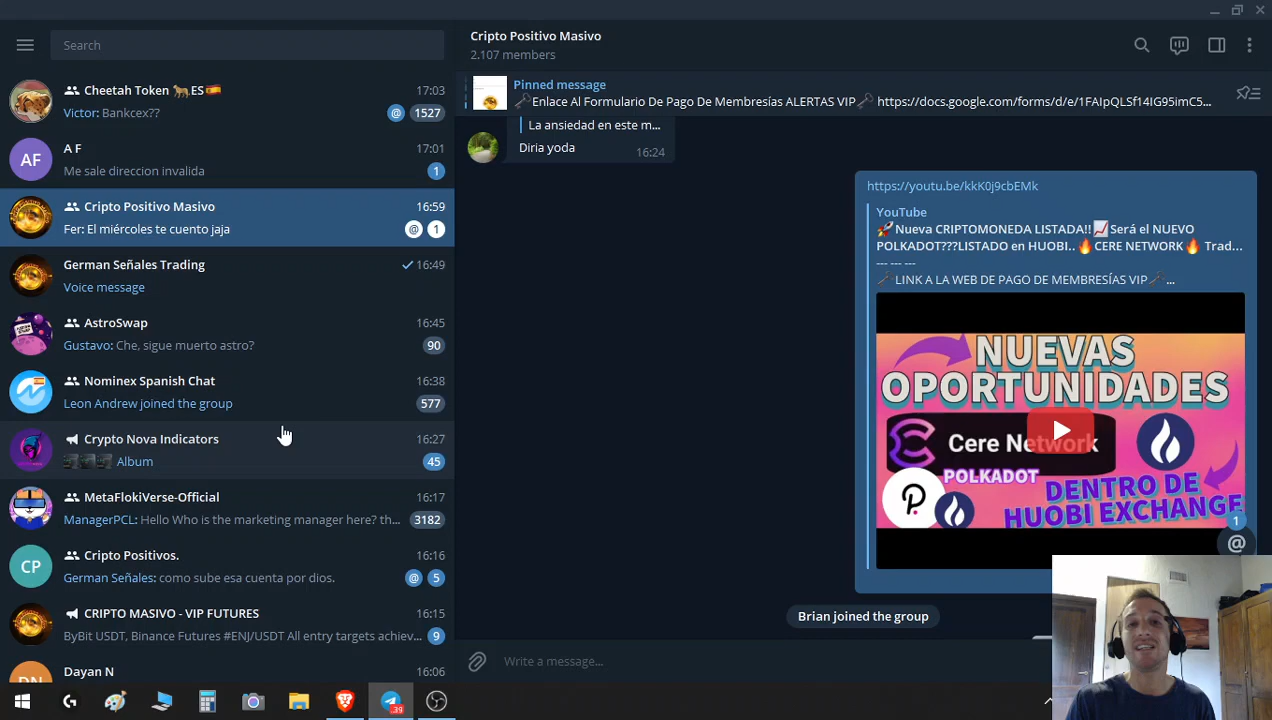 Search
Cheetah Token 🐆ES🇪🇸
17:03
Victor: Bankcex??
@
1527
AF
A F
17:01
Me sale direccion invalida
1
Cripto Positivo Masivo
16:59
Fer: El miércoles te cuento jaja
@
1
German Señales Trading
16:49
Voice message
AstroSwap
16:45
Gustavo: Che, sigue muerto astro?
90
Nominex Spanish Chat
16:38
Leon Andrew joined the group
577
Crypto Nova Indicators
16:27
Album
45
MetaFlokiVerse-Official
16:17
ManagerPCL: Hello Who is the marketing manager here? th...
3182
CP
Cripto Positivos.
16:16
German Señales: como sube esa cuenta por dios.
@
5
CRIPTO MASIVO - VIP FUTURES
16:15
ByBit USDT, Binance Futures #ENJ/USDT All entry targets achiev...
9
DN
Dayan N
16:06
Cripto Positivo Masivo
2.107 members
Pinned message
🗝Enlace Al Formulario De Pago De Membresías ALERTAS VIP🗝 https://docs.google.com/forms/d/e/1FAIpQLSf14IG95imC5...
La ansiedad en este m...
Diria yoda
16:24
https://youtu.be/kkK0j9cbEMk
YouTube
🚀Nueva CRIPTOMONEDA LISTADA!!📈Será el NUEVO
POLKADOT???LISTADO en HUOBI..🔥CERE NETWORK🔥 Trad...
--- --- ---
🗝LINK A LA WEB DE PAGO DE MEMBRESÍAS VIP🗝...
NUEVAS
OPORTUNIDADES
Cere Network
POLKADOT
DENTRO DE
HUOBI EXCHANGE
1
@
Brian joined the group
Write a message...
39